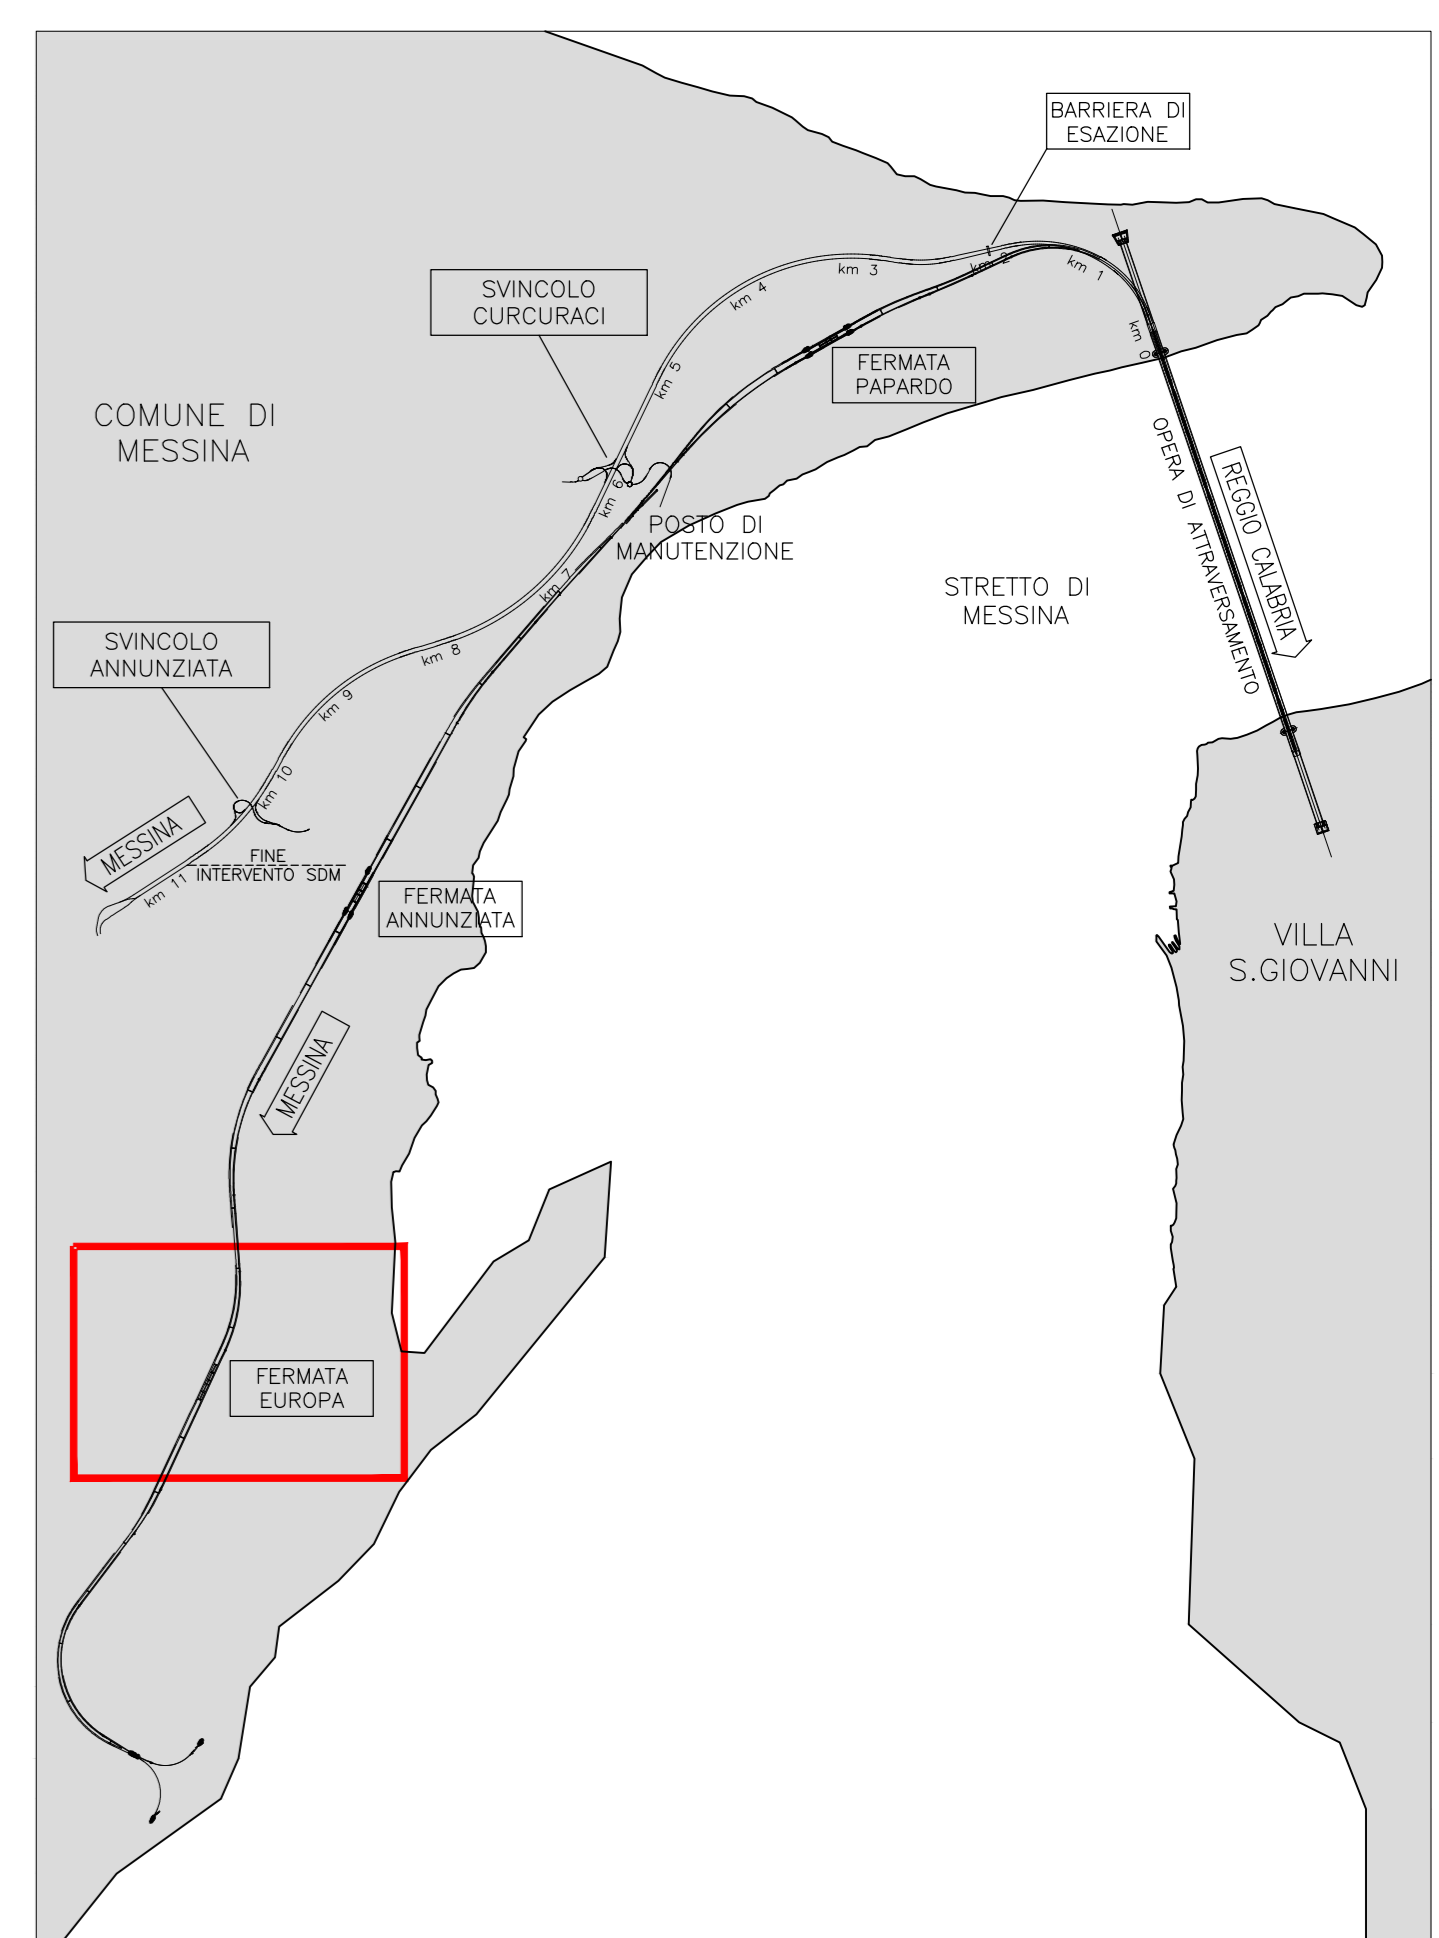 BARRIERA DI
ESAZIONE
km 2
km 1
km 0
km 3
km 4
SVINCOLO
CURCURACI
FERMATA
PAPARDO
km 5
COMUNE DI
MESSINA
km 6
POSTO DI
MANUTENZIONE
OPERA DI ATTRAVERSAMENTO
REGGIO CALABRIA
STRETTO DI
MESSINA
km 7
SVINCOLO
ANNUNZIATA
km 8
km 9
km 10
MESSINA
FINE
INTERVENTO SDM
km 11
FERMATA
ANNUNZIATA
VILLA
S.GIOVANNI
MESSINA
FERMATA
EUROPA